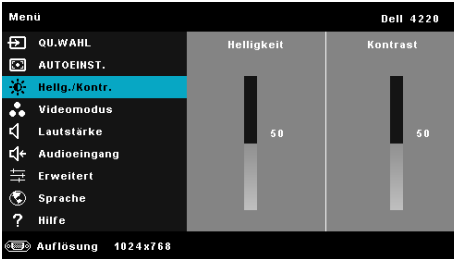 Menü Dell 4220
QU.WAHL
AUTOEINST.
Hellg./Kontr.
Videomodus
Lautstärke
Audioeingang
Erweitert
Sprache
Hilfe
Helligkeit Kontrast
50 50
Auflösung 1024x768